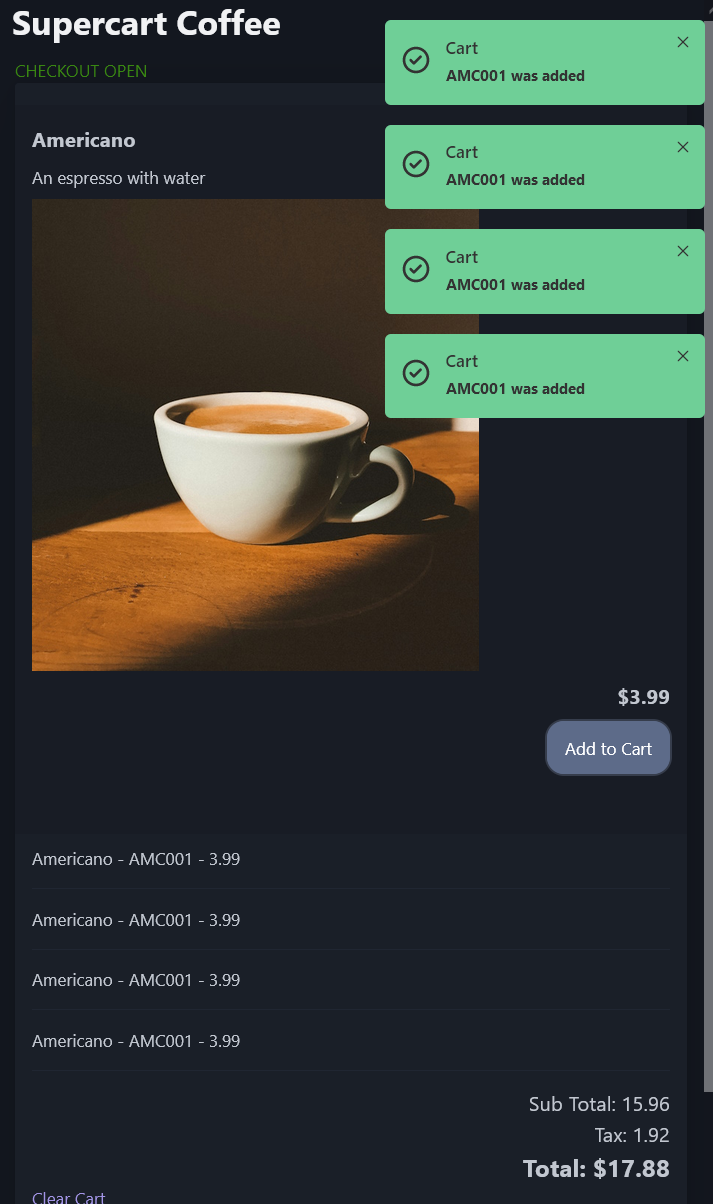 Supercart Coffee
CHECKOUT OPEN
Cart
AMC001 was added
Cart
AMC001 was added
Cart
AMC001 was added
Cart
AMC001 was added
Americano
An espresso with water
$3.99
Add to Cart
Americano - AMC001 - 3.99
Americano - AMC001 - 3.99
Americano - AMC001 - 3.99
Americano - AMC001 - 3.99
Sub Total: 15.96
Tax: 1.92
Total: $17.88
Clear Cart